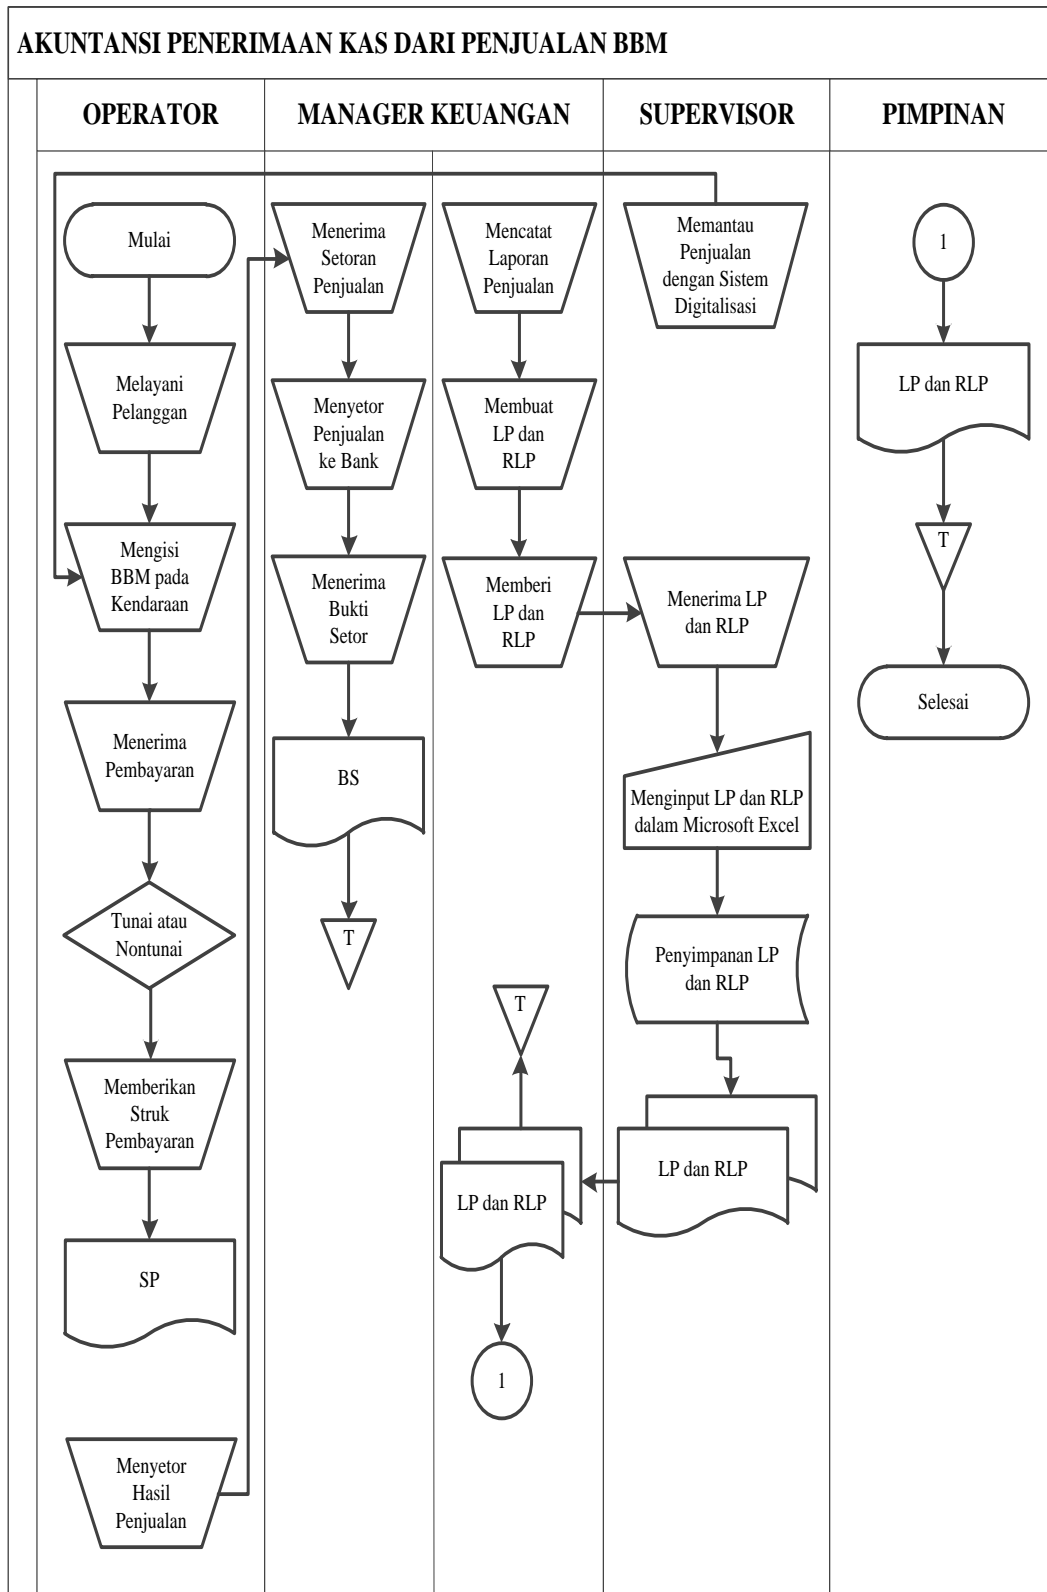 AKUNTANSI PENERIMAAN KAS DARI PENJUALAN BBM
OPERATOR
MANAGER KEUANGAN
SUPERVISOR
PIMPINAN
Mulai
Melayani
Pelanggan
Mengisi
BBM pada
Kendaraan
Menerima
Pembayaran
Tunai atau
Nontunai
Memberikan
Struk
Pembayaran
SP
Menyetor
Hasil
Penjualan
Menerima
Setoran
Penjualan
Menyetor
Penjualan
ke Bank
Menerima
Bukti
Setor
BS
T
Mencatat
Laporan
Penjualan
Membuat
LP dan
RLP
Memberi
LP dan
RLP
T
LP dan RLP
1
Memantau
Penjualan
dengan Sistem
Digitalisasi
Menerima LP
dan RLP
Menginput LP dan RLP
dalam Microsoft Excel
Penyimpanan LP
dan RLP
LP dan RLP
1
LP dan RLP
T
Selesai